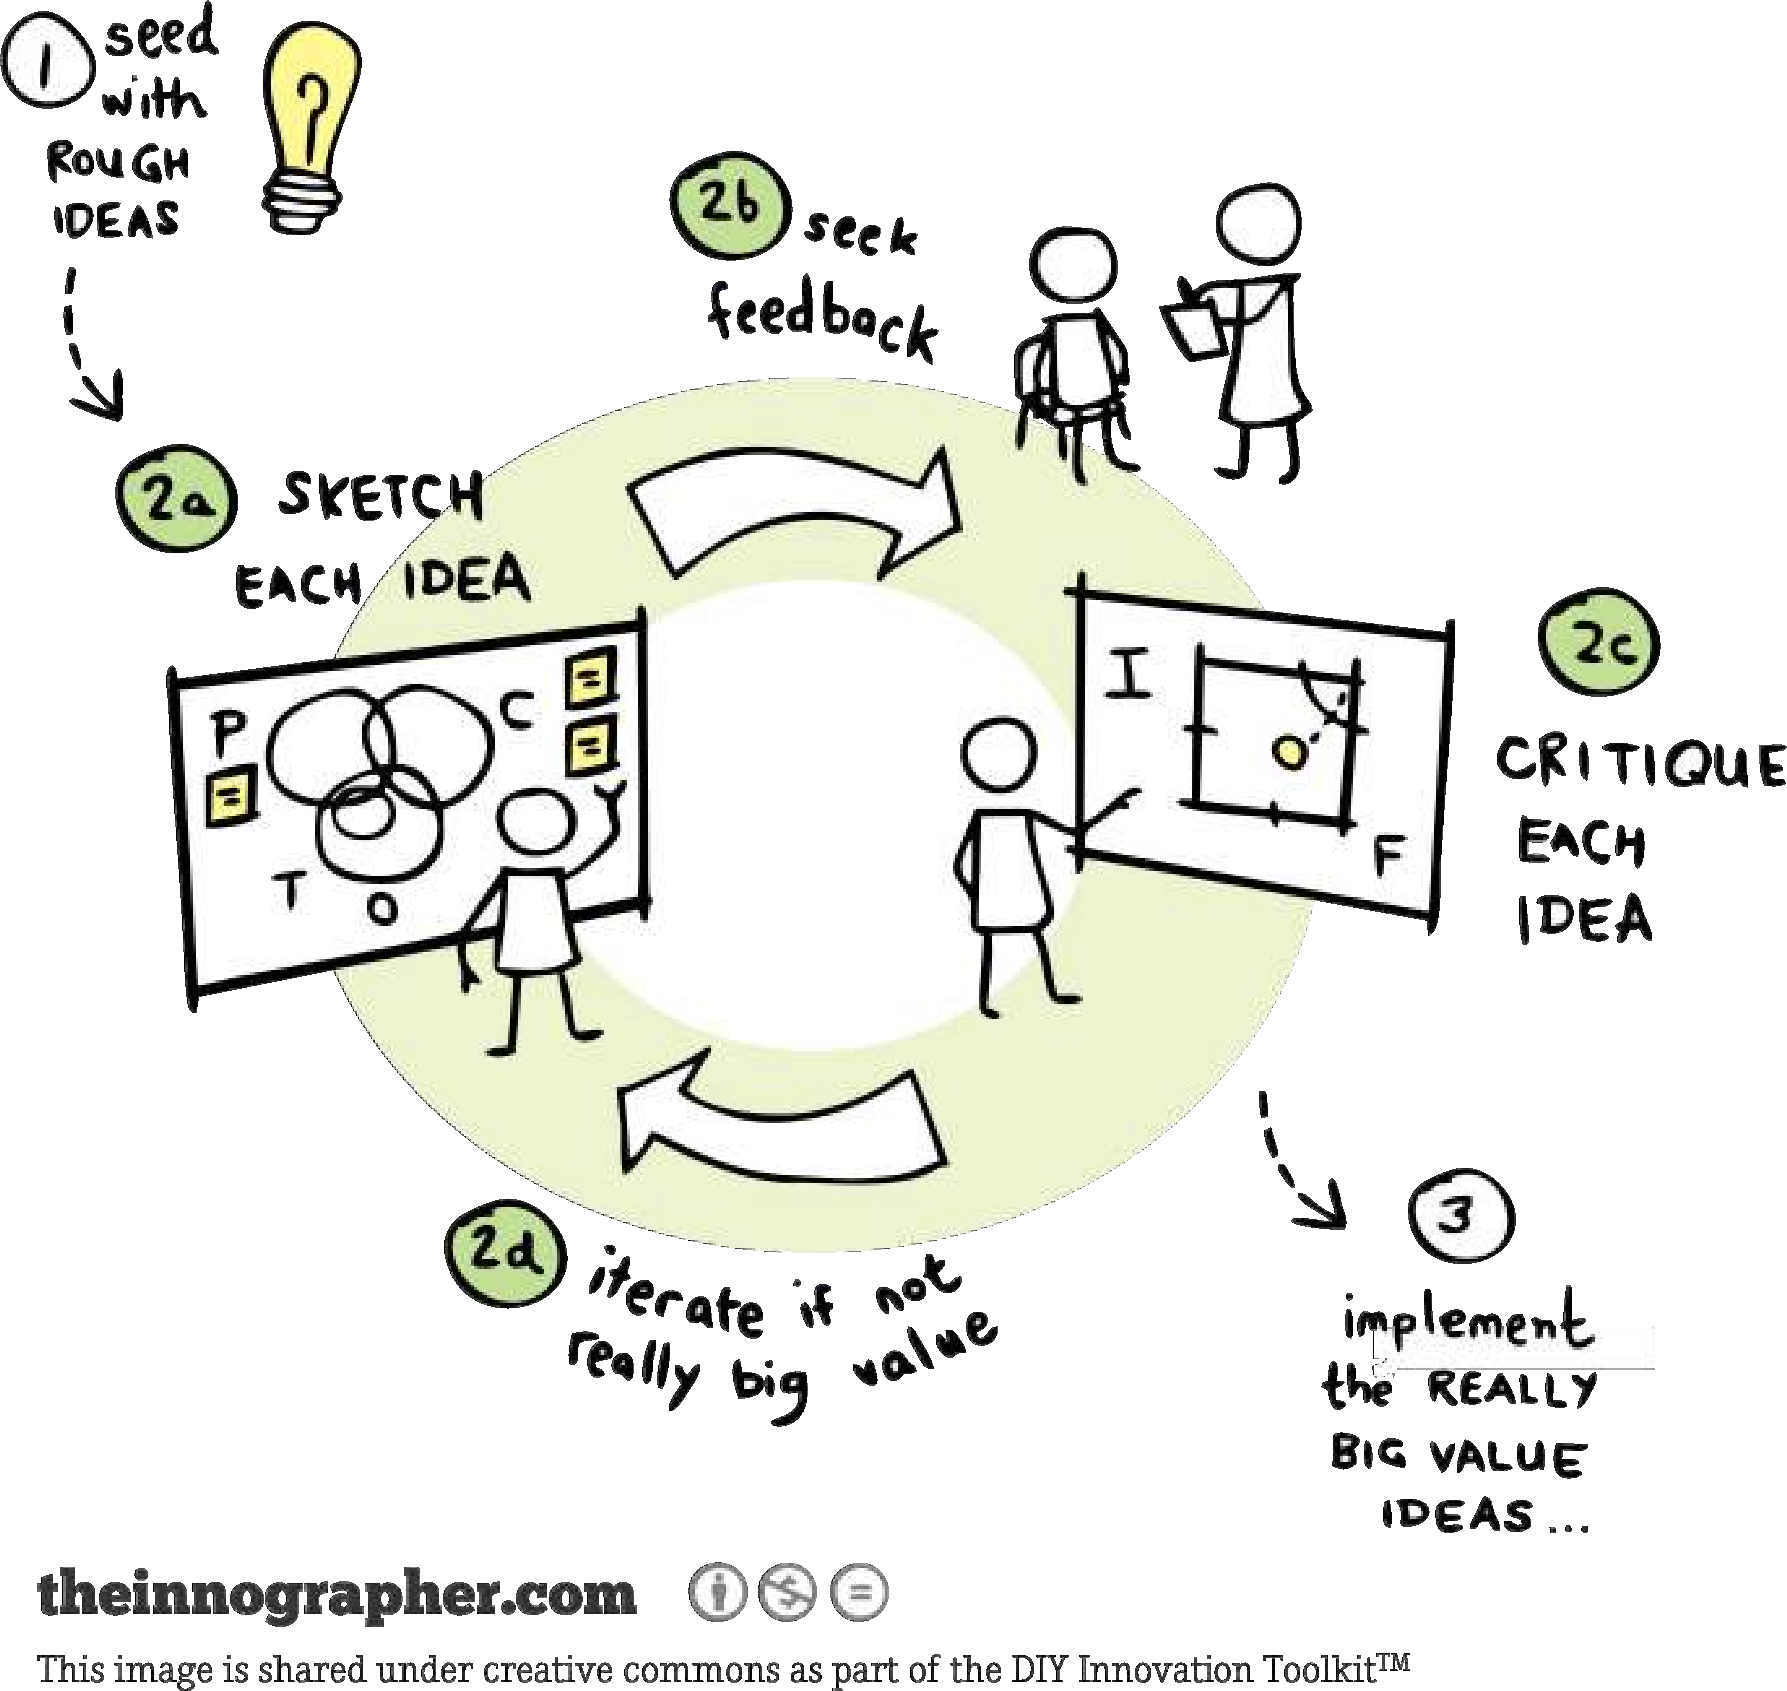 1 seed
with
ROUGH
IDEAS
?
2b seek
feedback
2a SKETCH
EACH IDEA
P
C
T
O
I
F
2c
CRITIQUE
EACH
IDEA
2d iterate if not
really big value
3
implement
the REALLY
BIG VALUE
IDEAS...
theinnographer.com
This image is shared under creative commons as part of the DIY Innovation Toolkit™